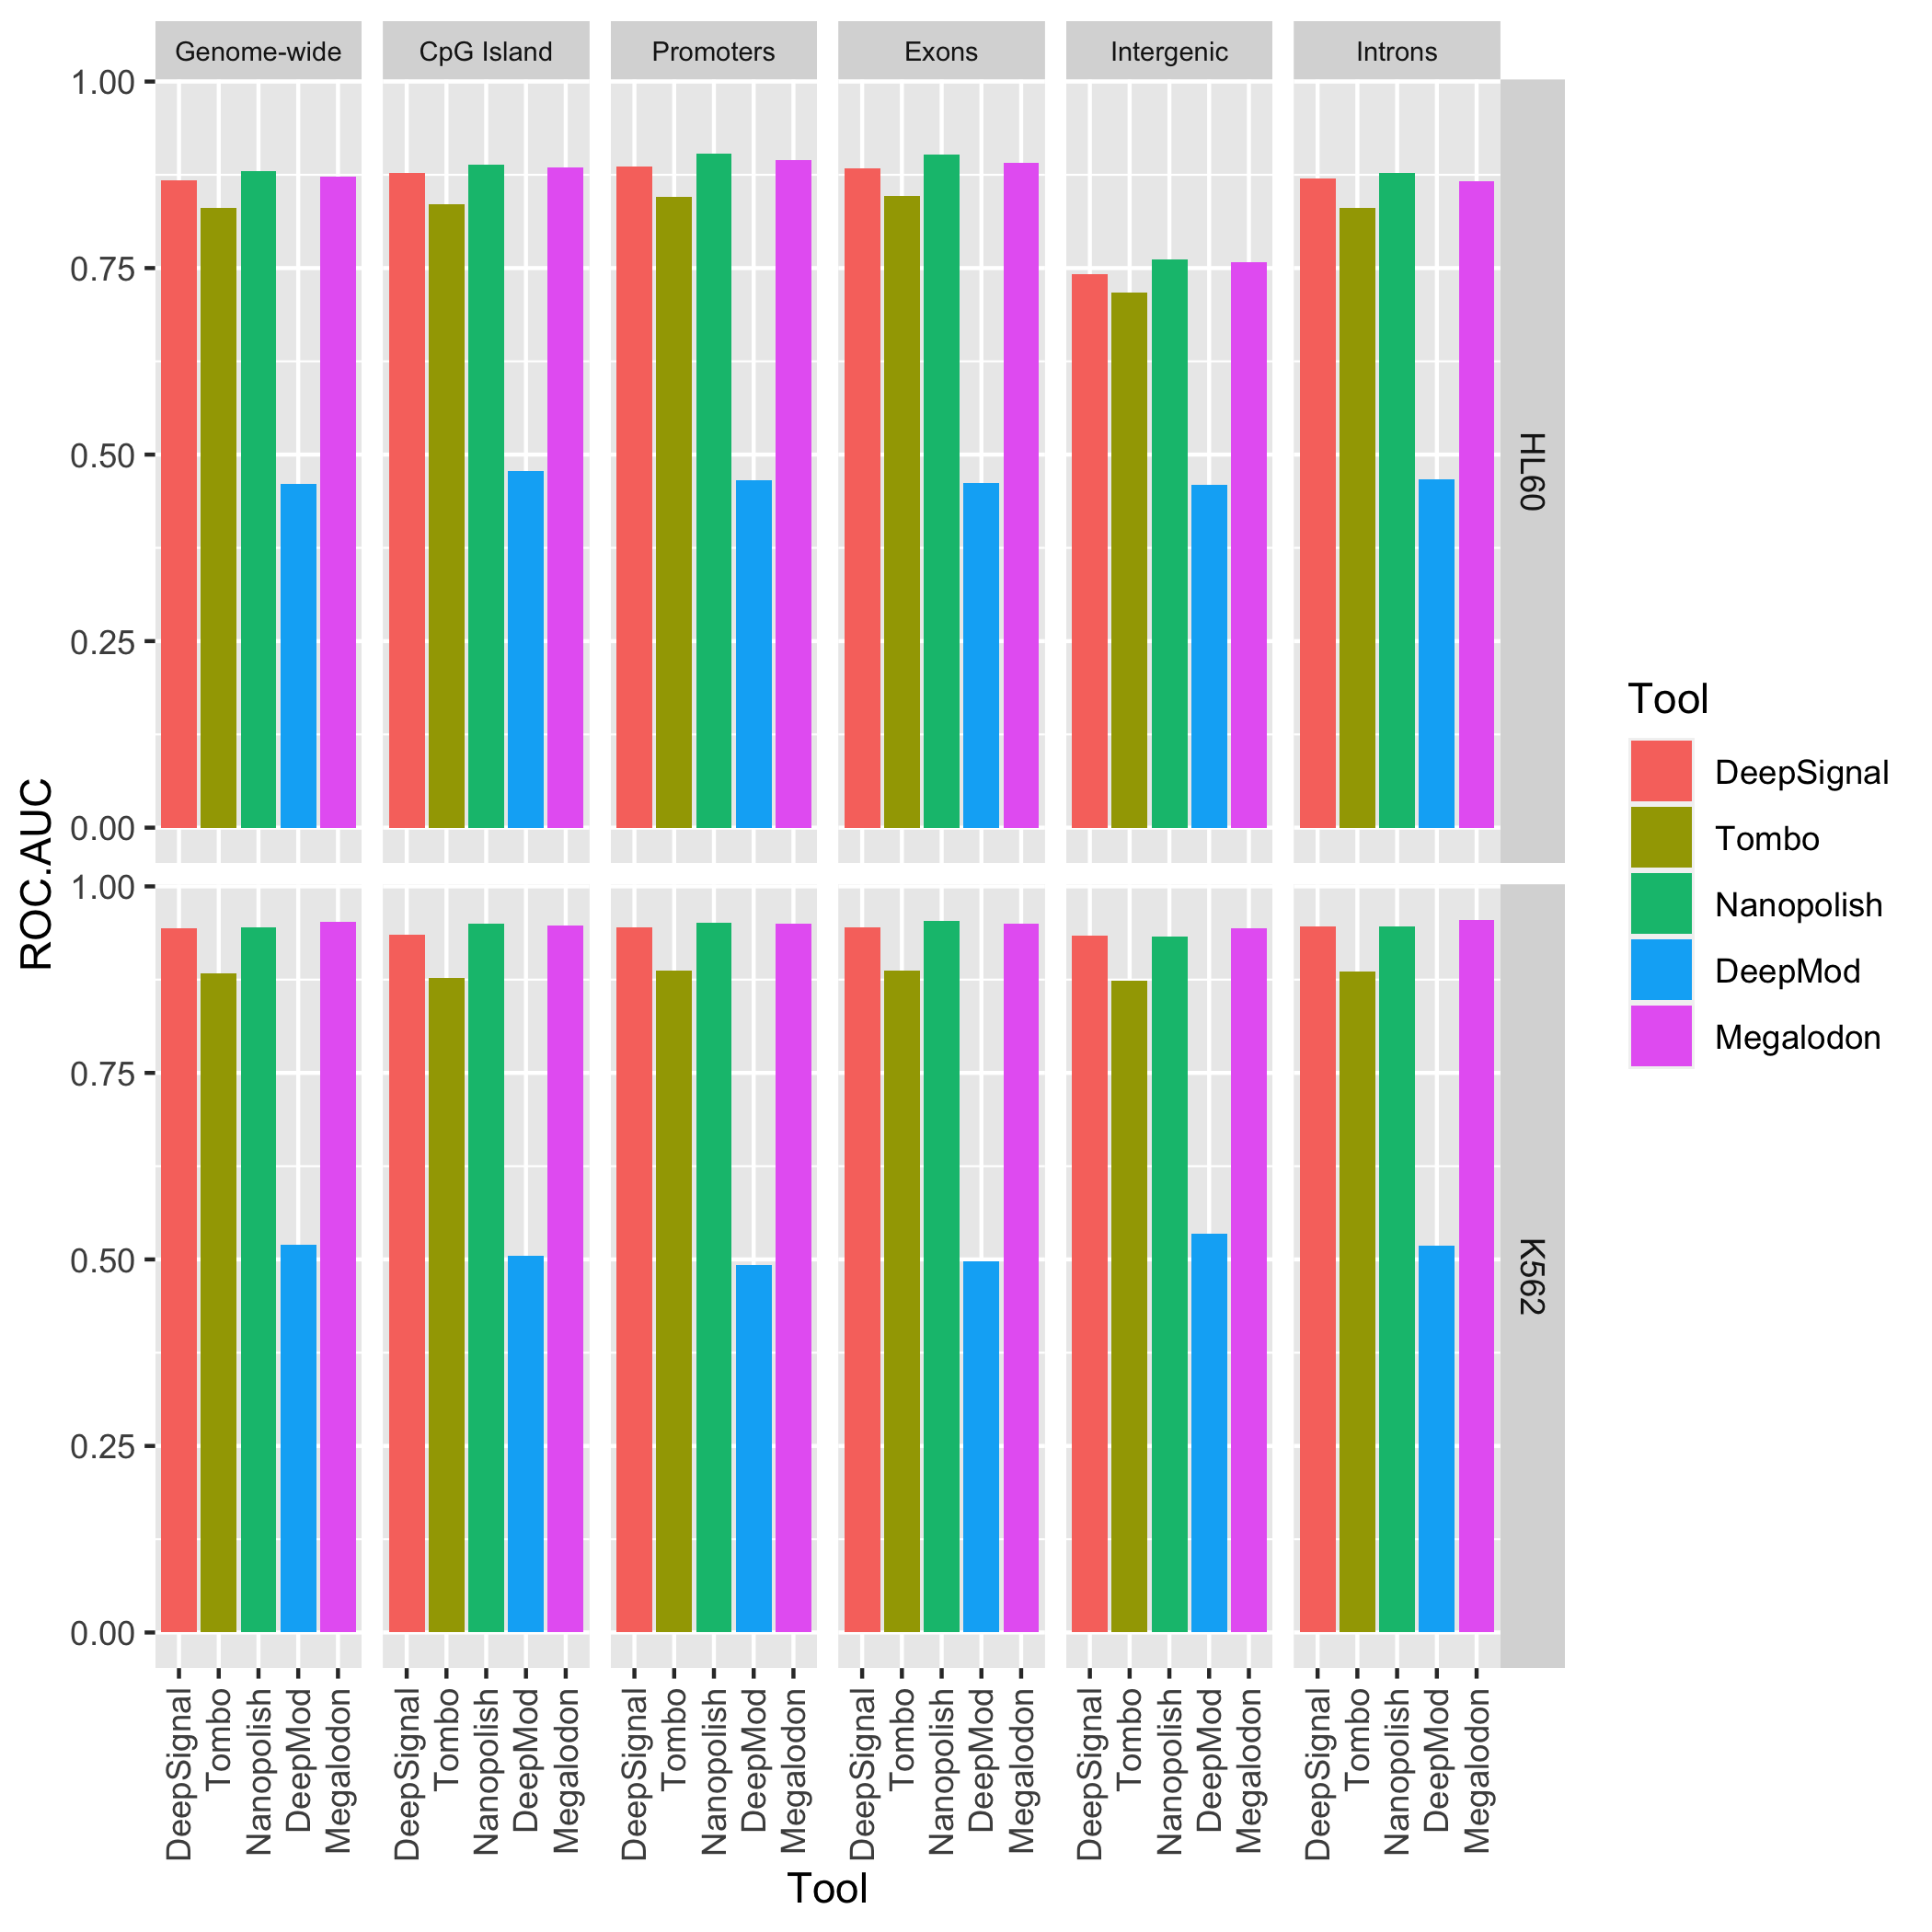 Genome-wide CpG Island Promoters Exons Intergenic Introns
1.00
0.75
0.50
0.25
0.00
HL60
1.00
0.75
0.50
0.25
0.00
K562
ROC.AUC
DeepSignal Tombo Nanopolish DeepMod Megalodon DeepSignal Tombo Nanopolish DeepMod Megalodon DeepSignal Tombo Nanopolish DeepMod Megalodon DeepSignal Tombo Nanopolish DeepMod Megalodon DeepSignal Tombo Nanopolish DeepMod Megalodon DeepSignal Tombo Nanopolish DeepMod Megalodon
Tool
Tool
DeepSignal
Tombo
Nanopolish
DeepMod
Megalodon